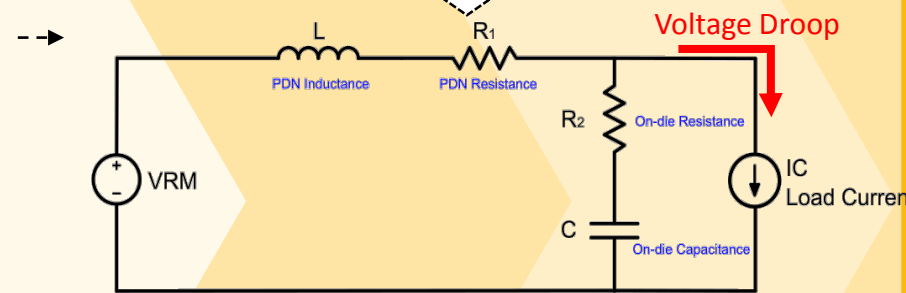 Voltage Droop
L
R1
PDN Inductance
PDN Resistance
R2
On-die Resistance
+
-
VRM
IC
Load Curren
C
On-die Capacitance